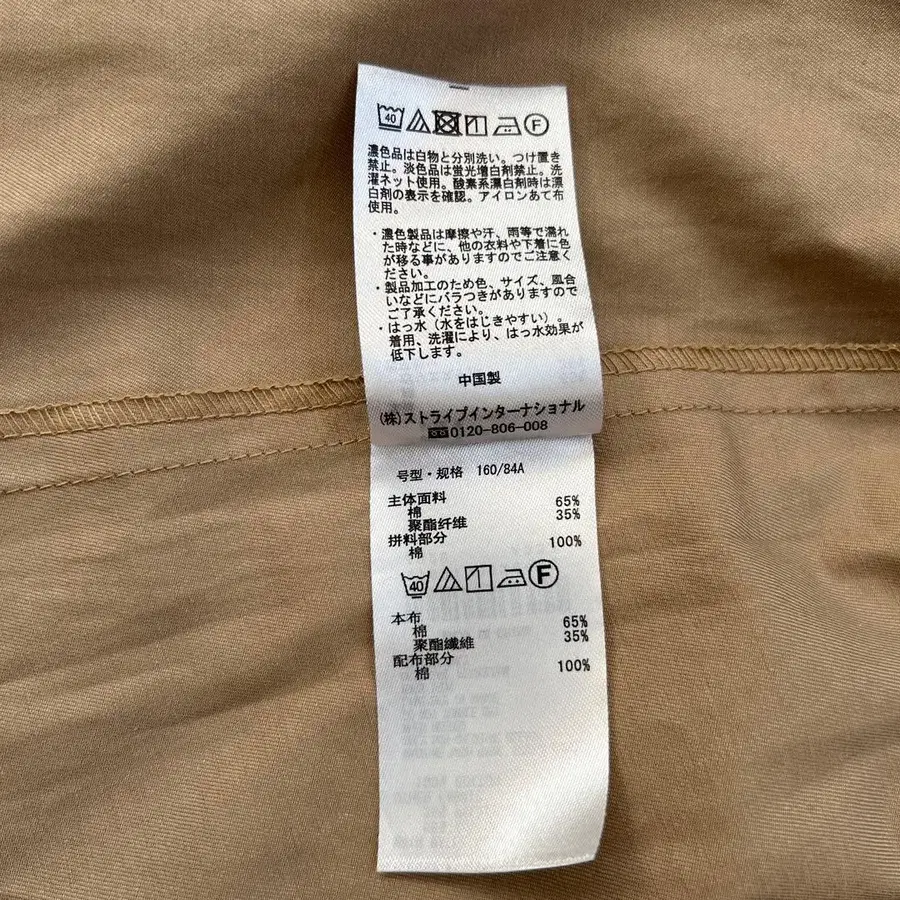 40 F
濃色品は白物と分別洗い。つけ置き
禁止。淡色品は蛍光増白剤禁止。洗
濯ネット使用。酸素系漂白剤時は漂
白剤の表示を確認。アイロンあて布
使用。
・濃色製品は摩擦や汗、雨等で濡れ
た時などに、他の衣料や下着に色
が移る事がありますのでご注意く
ださい。
・製品加工のため色、サイズ、風合
いなどにバラつきがありますので
ご了承ください。
・はっ水（水をはじきやすい）。
着用、洗濯により、はっ水効果が
低下します。
中国製
(株)ストライプインターナショナル
0120-806-008
号型・规格 160/84A
主体面料
棉 65%
聚酯纤维 35%
拼料部分
棉 100%
40 F
本布
棉 65%
聚酯纖維 35%
配布部分
棉 100%